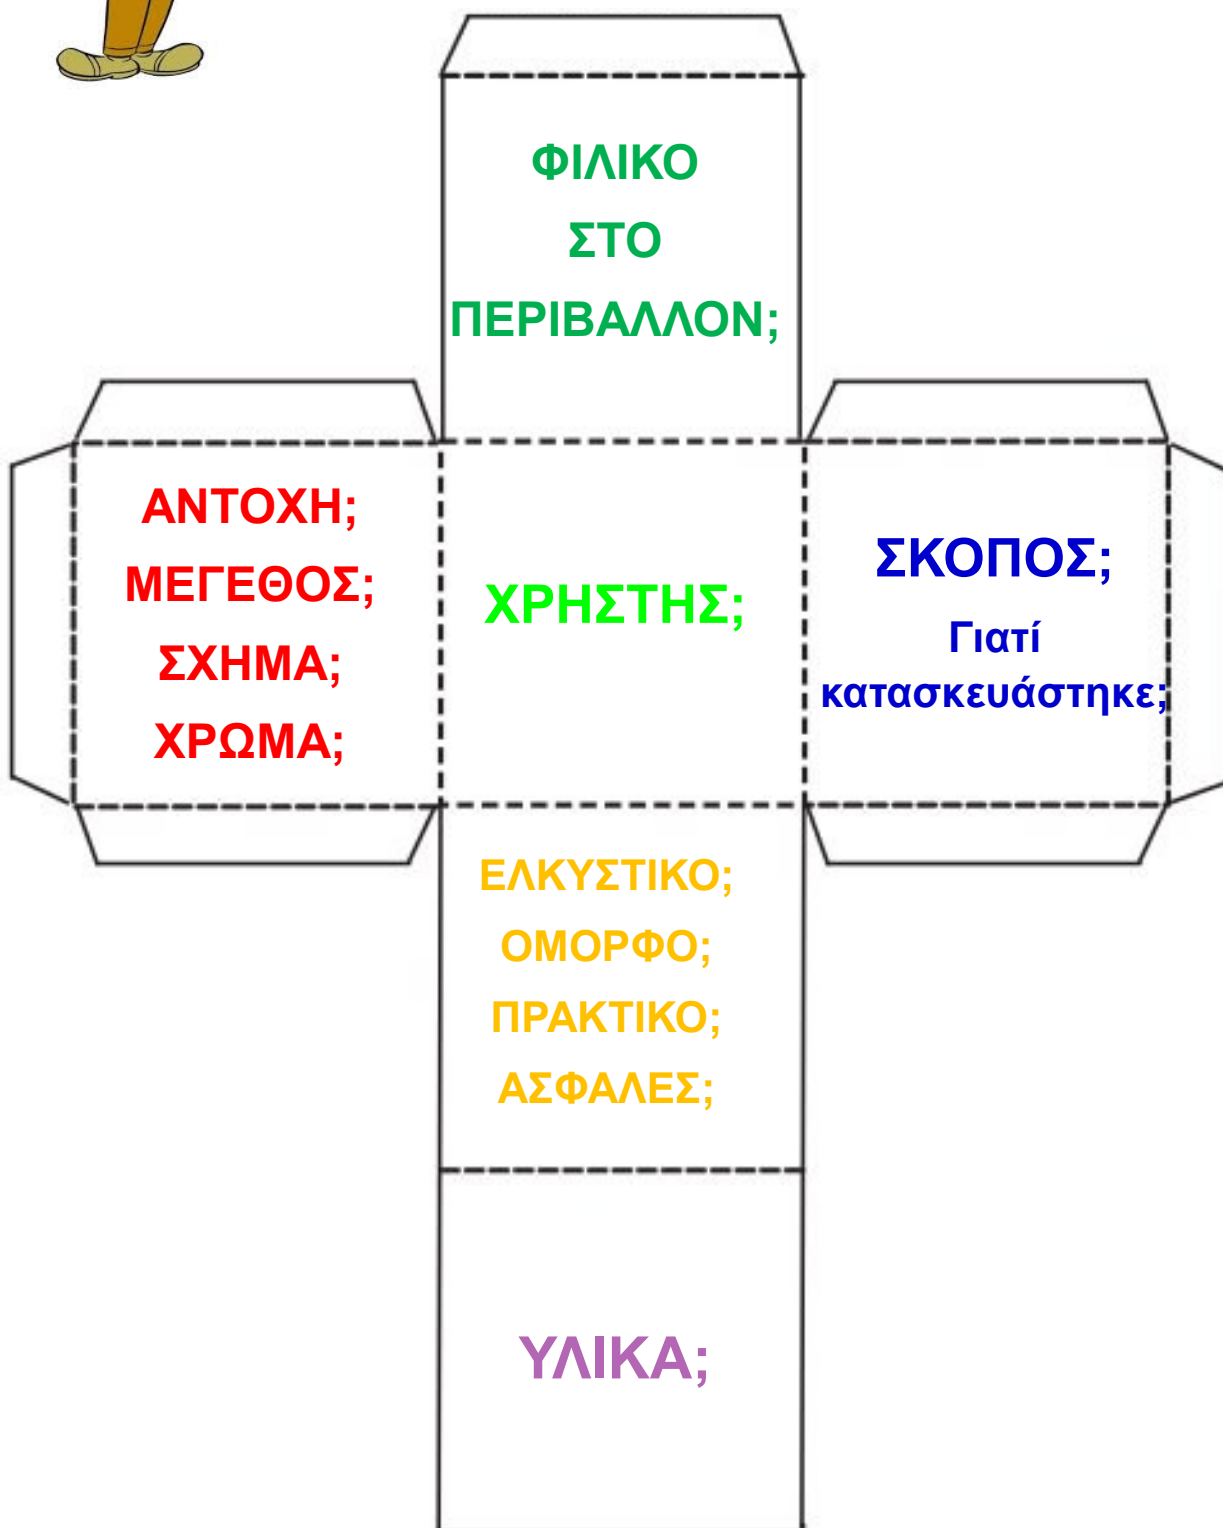 ΦΙΛΙΚΟ
ΣΤΟ
ΠΕΡΙΒΑΛΛΟΝ;
ΑΝΤΟΧΗ;
ΜΕΓΕΘΟΣ;
ΣΧΗΜΑ;
ΧΡΩΜΑ;
ΧΡΗΣΤΗΣ;
ΣΚΟΠΟΣ;
Γιατί
κατασκευάστηκε;
ΕΛΚΥΣΤΙΚΟ;
ΟΜΟΡΦΟ;
ΠΡΑΚΤΙΚΟ;
ΑΣΦΑΛΕΣ;
ΥΛΙΚΑ;